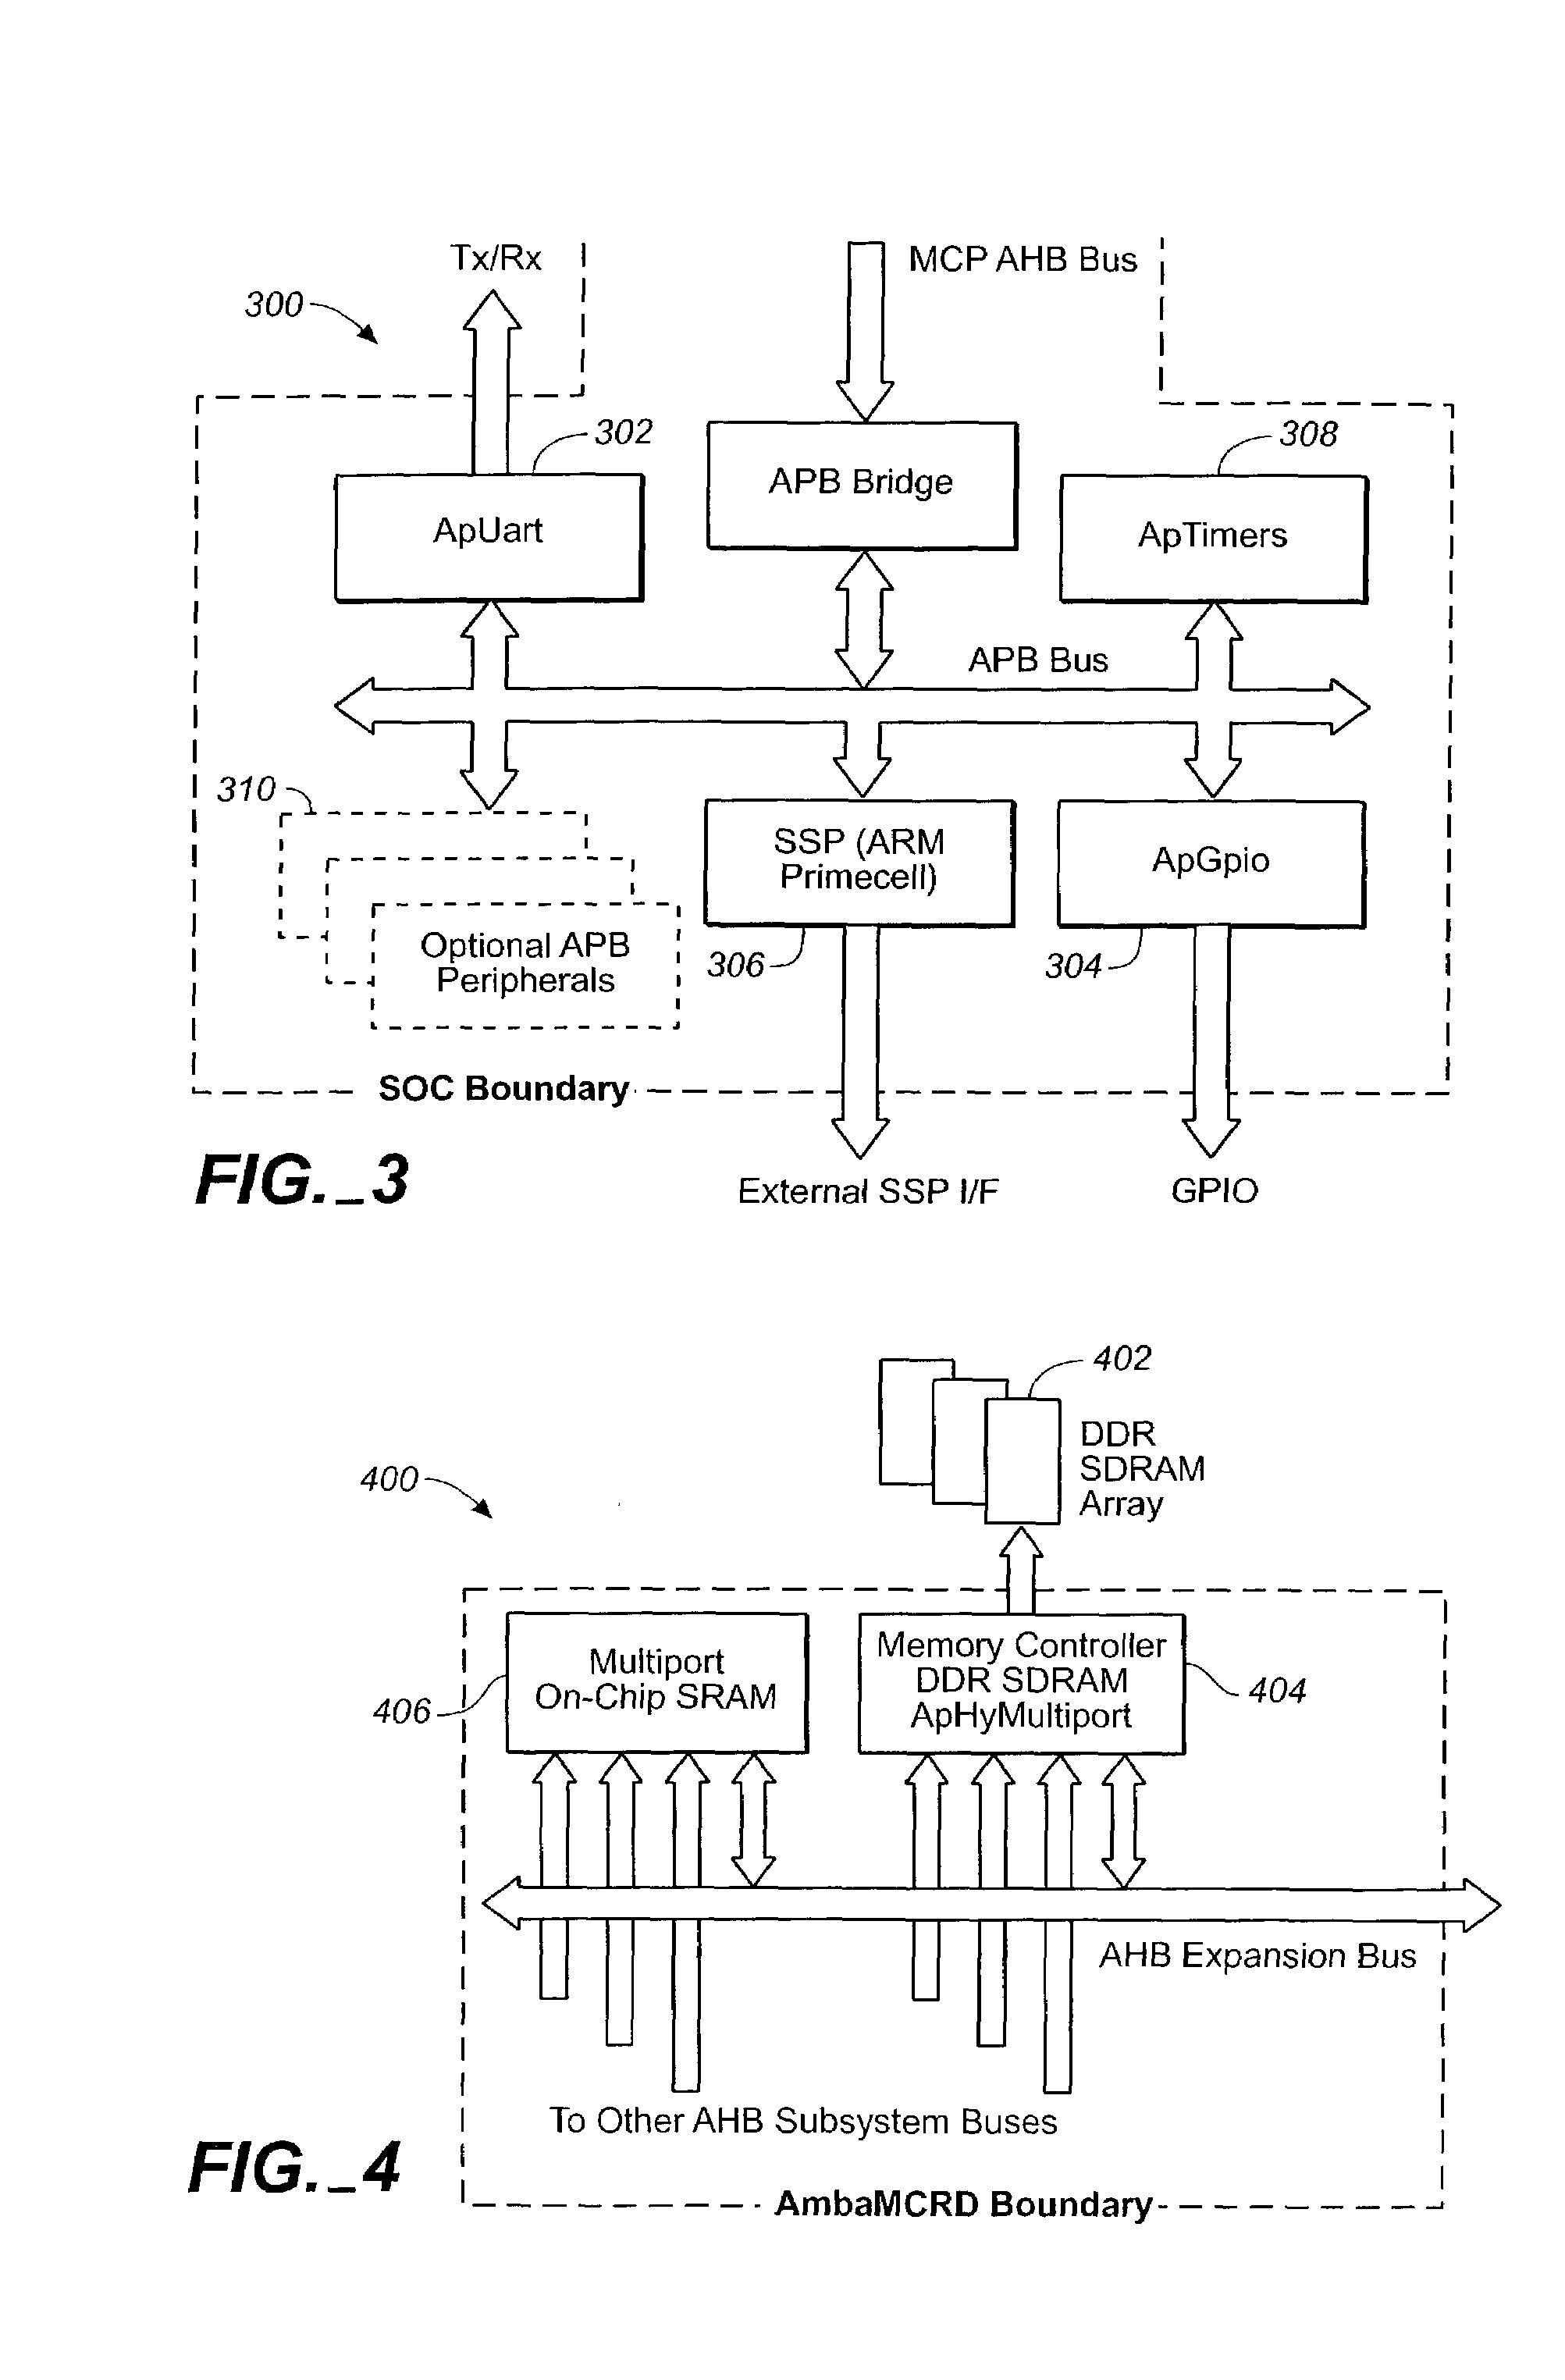 Tx/Rx
MCP AHB Bus
300
302
308
APB Bridge
ApUart
ApTimers
APB Bus
310
SSP (ARM
Primecell)
ApGpio
Optional APB
Peripherals
306
304
SOC Boundary
FIG._3
External SSP I/F
GPIO
402
DDR
SDRAM
Array
400
Multiport
On-Chip SRAM
Memory Controller
DDR SDRAM
ApHyMultiport
406
404
AHB Expansion Bus
To Other AHB Subsystem Buses
FIG._4
AmbaMCRD Boundary